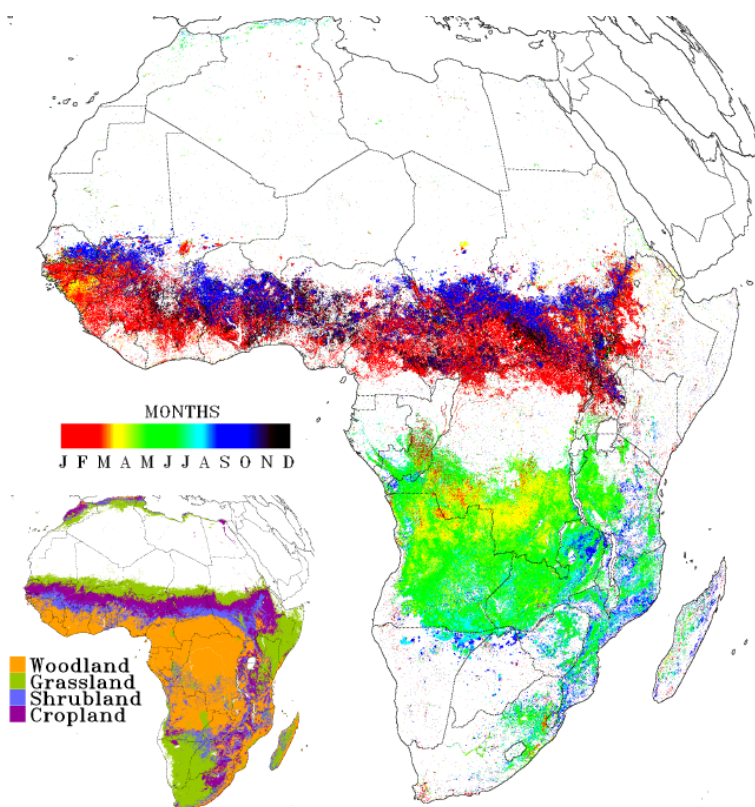 MONTHS
J F M A M J J A S O N D
Woodland
Grassland
Shrubland
Cropland